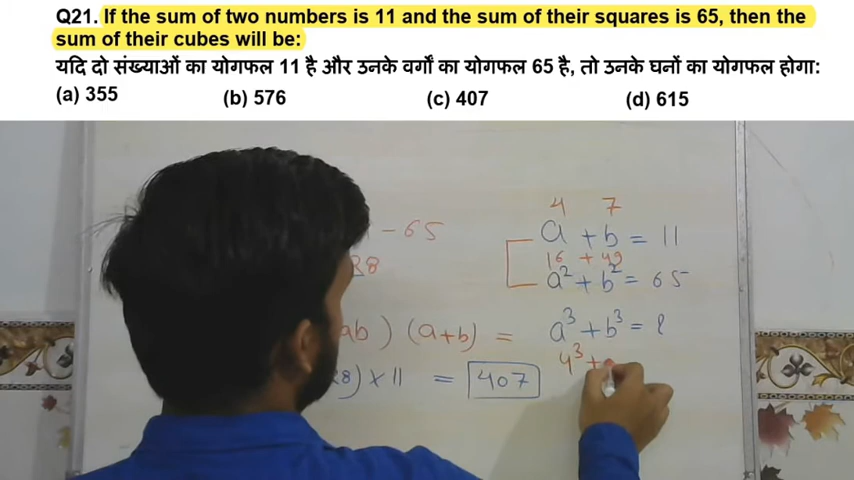 Q21. If the sum of two numbers is 11 and the sum of their squares is 65, then the
sum of their cubes will be:
यदि दो संख्याओं का योगफल 11 है और उनके वर्गों का योगफल 65 है, तो उनके घनों का योगफल होगा:
(a) 355 (b) 576 (c) 407 (d) 615
- 65
28
ab) (a+b) =
8) × 11 = 407
4 7
a + b = 11
16 + 49
a² + b² = 65
a³ + b³ =
4³ +